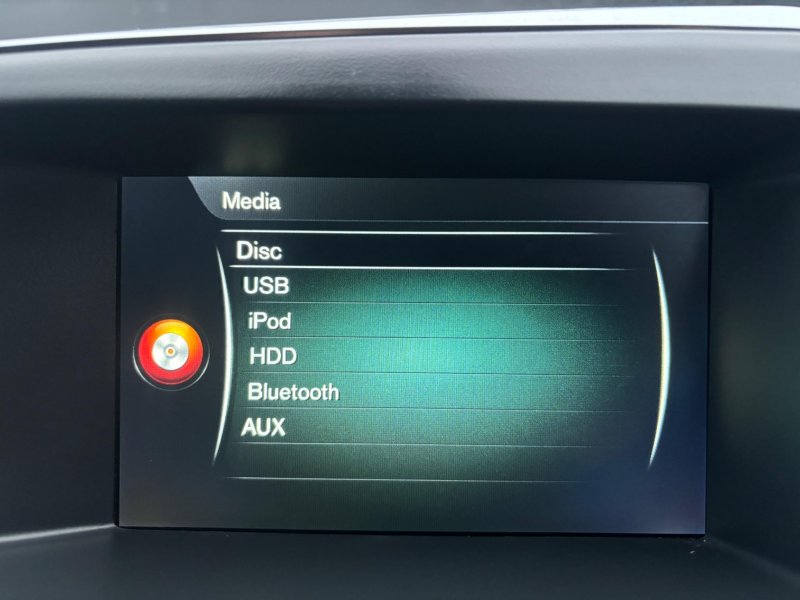 Media
Disc
USB
iPod
HDD
Bluetooth
AUX